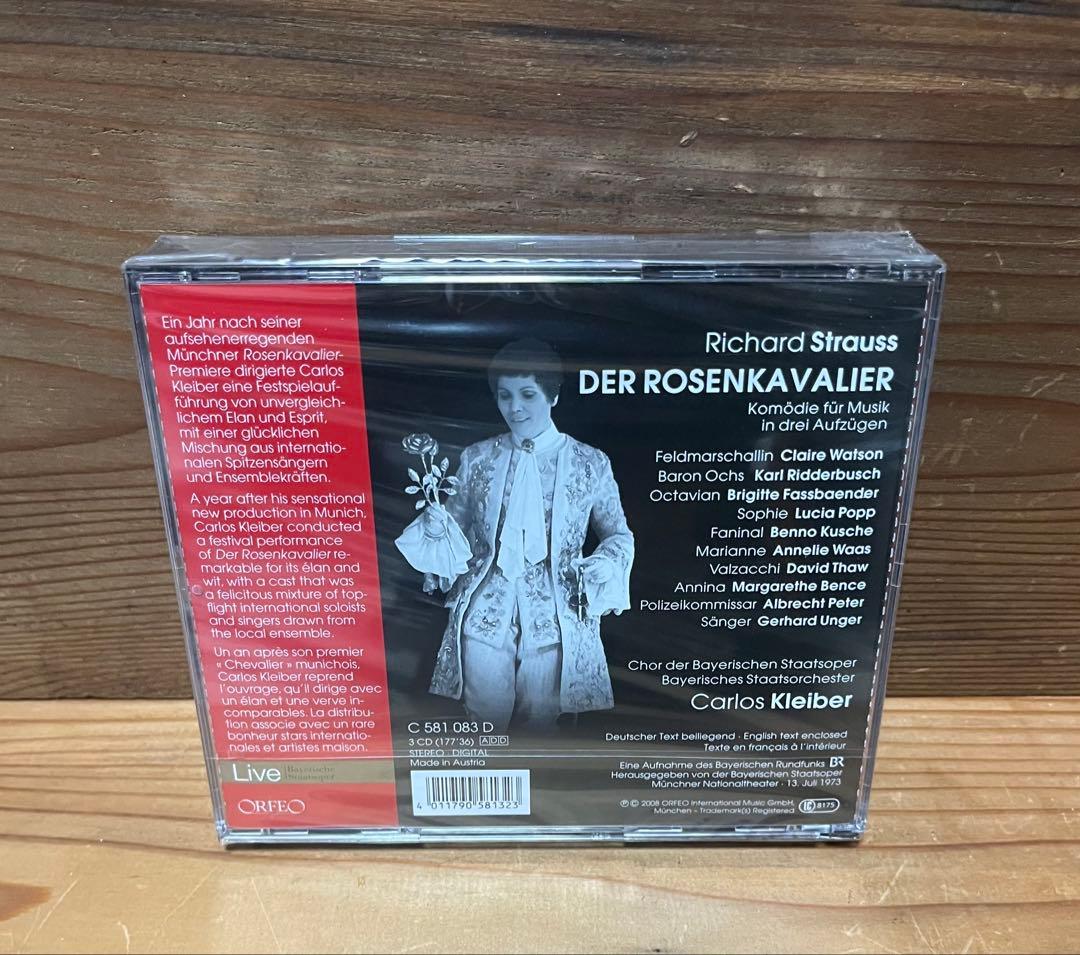 Ein Jahr nach seiner
aufsehenerregenden
Münchner Rosenkavalier-
Premiere dirigierte Carlos
Kleiber eine Festspielauf-
führung von unvergleich-
lichem Elan und Esprit,
mit einer glücklichen
Mischung aus internatio-
nalen Spitzensängern
und Ensemblekräften.
A year after his sensational
new production in Munich,
Carlos Kleiber conducted
a festival performance
of Der Rosenkavalier re-
markable for its élan and
wit, with a cast that was
a felicitous mixture of top-
flight international soloists
and singers drawn from
the local ensemble.
Un an après son premier
« Chevalier » munichois,
Carlos Kleiber reprend
l'ouvrage, qu'il dirige avec
un élan et une verve in-
comparables. La distribu-
tion associe avec un rare
bonheur stars internatio-
nales et artistes maison.
Live Bayerische
Staatsoper
ORFEO
Richard Strauss
DER ROSENKAVALIER
Komödie für Musik
in drei Aufzügen
Feldmarschallin Claire Watson
Baron Ochs Karl Ridderbusch
Octavian Brigitte Fassbaender
Sophie Lucia Popp
Faninal Benno Kusche
Marianne Annelie Waas
Valzacchi David Thaw
Annina Margarethe Bence
Polizeikommissar Albrecht Peter
Sänger Gerhard Unger
Chor der Bayerischen Staatsoper
Bayerisches Staatsorchester
Carlos Kleiber
C 581 083 D
3 CD (177'36) ADD
STEREO DIGITAL
Made in Austria
4 011790 581323
Deutscher Text beiliegend · English text enclosed
Texte en français à l'intérieur
Eine Aufnahme des Bayerischen Rundfunks BR
Herausgegeben von der Bayerischen Staatsoper
Münchner Nationaltheater · 13. Juli 1973
℗ © 2008 ORFEO International Music GmbH,
München – Trademark(s) Registered
LC 8175